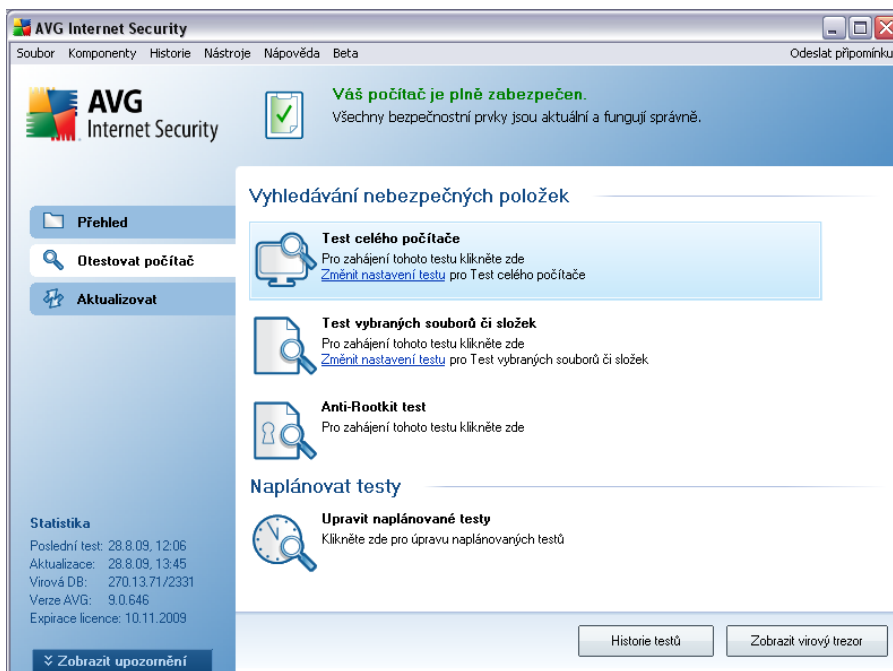 AVG Internet Security
Soubor Komponenty Historie Nástroje Nápověda Beta Odeslat připomínku
AVG
Internet Security
Váš počítač je plně zabezpečen.
Všechny bezpečnostní prvky jsou aktuální a fungují správně.
Přehled
Otestovat počítač
Aktualizovat
Vyhledávání nebezpečných položek
Test celého počítače
Pro zahájení tohoto testu klikněte zde
Změnit nastavení testu pro Test celého počítače
Test vybraných souborů či složek
Pro zahájení tohoto testu klikněte zde
Změnit nastavení testu pro Test vybraných souborů či složek
Anti-Rootkit test
Pro zahájení tohoto testu klikněte zde
Naplánovat testy
Upravit naplánované testy
Klikněte zde pro úpravu naplánovaných testů
Statistika
Poslední test: 28.8.09, 12:06
Aktualizace: 28.8.09, 13:45
Virová DB: 270.13.71/2331
Verze AVG: 9.0.646
Expirace licence: 10.11.2009
Zobrazit upozornění
Historie testů
Zobrazit virový trezor